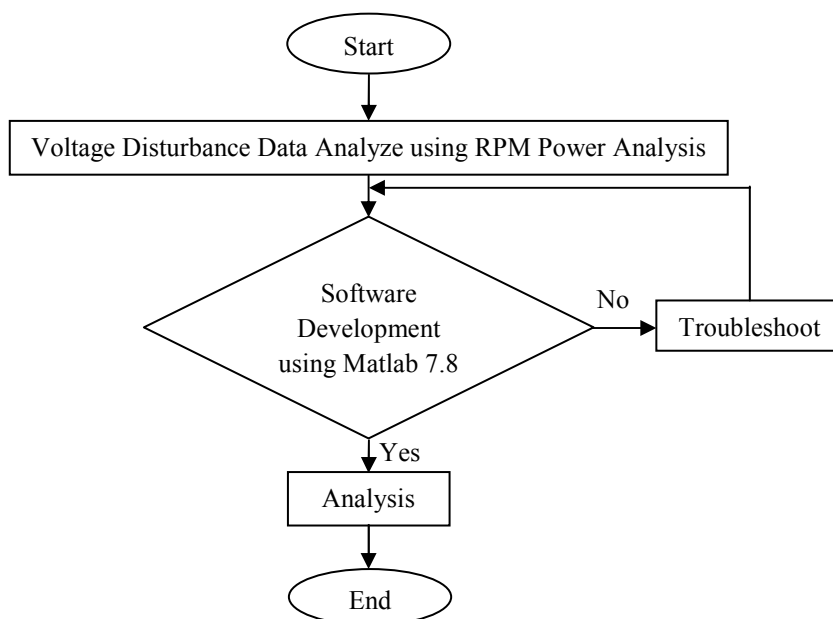 Start
Voltage Disturbance Data Analyze using RPM Power Analysis
Software
Development
using Matlab 7.8
No
Troubleshoot
Yes
Analysis
End